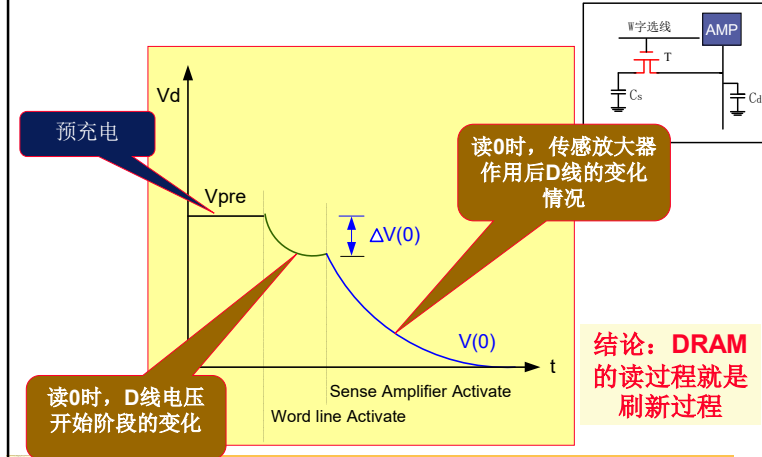 W字选线
AMP
T
Cs
Cd
Vd
预充电
读0时，传感放大器
作用后D线的变化
情况
Vpre
ΔV(0)
V(0)
t
结论：DRAM
的读过程就是
刷新过程
读0时，D线电压
开始阶段的变化
Sense Amplifier Activate
Word line Activate